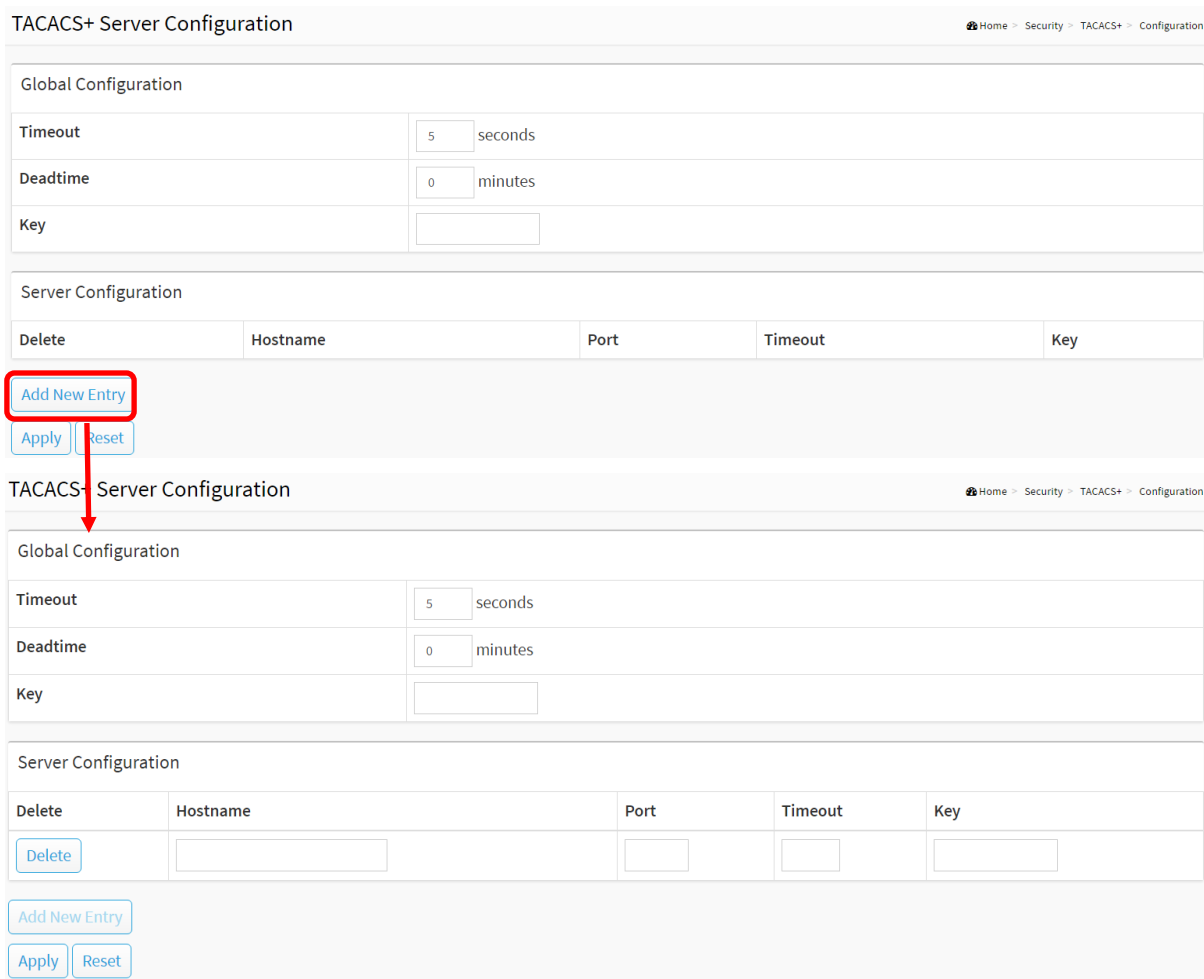 TACACS+ Server Configuration
Home > Security > TACACS+ > Configuration
Global Configuration
Timeout 5 seconds
Deadtime 0 minutes
Key
Server Configuration
Delete Hostname Port Timeout Key
Add New Entry
Apply Reset
TACACS+ Server Configuration
Home > Security > TACACS+ > Configuration
Global Configuration
Timeout 5 seconds
Deadtime 0 minutes
Key
Server Configuration
Delete Hostname Port Timeout Key
Delete
Add New Entry
Apply Reset